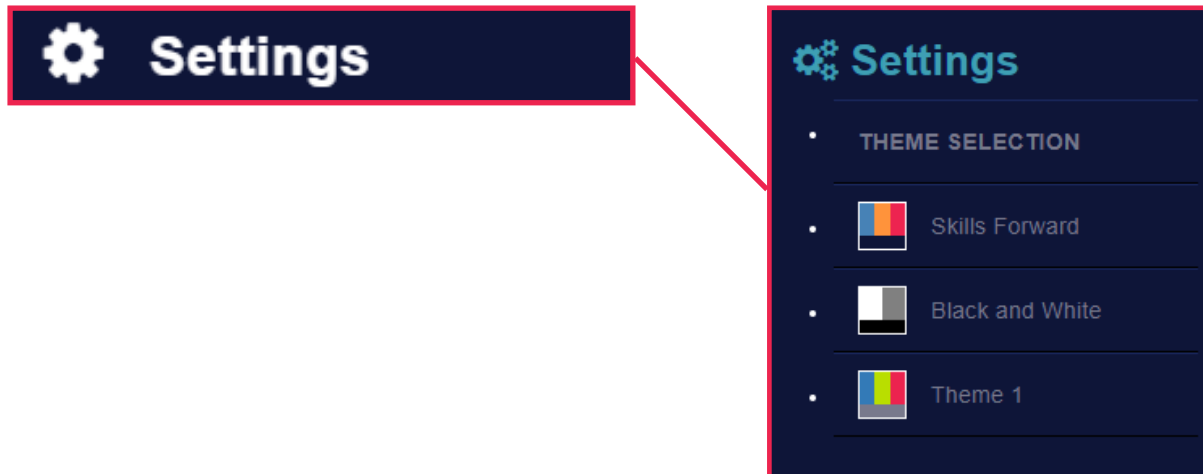 Settings
Settings
THEME SELECTION
Skills Forward
Black and White
Theme 1